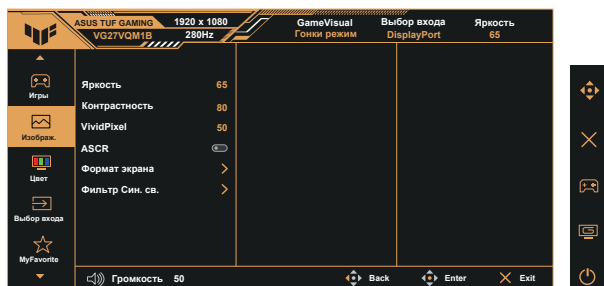 ASUS TUF GAMING 1920 x 1080 GameVisual Выбор входа Яркость
VG27VQM1B 280Hz Гонки режим DisplayPort 65
Игры
Изображ.
Цвет
Выбор входа
MyFavorite
Яркость 65
Контрастность 80
VividPixel 50
ASCR
Формат экрана
Фильтр Син. св.
Громкость 50 Back Enter Exit